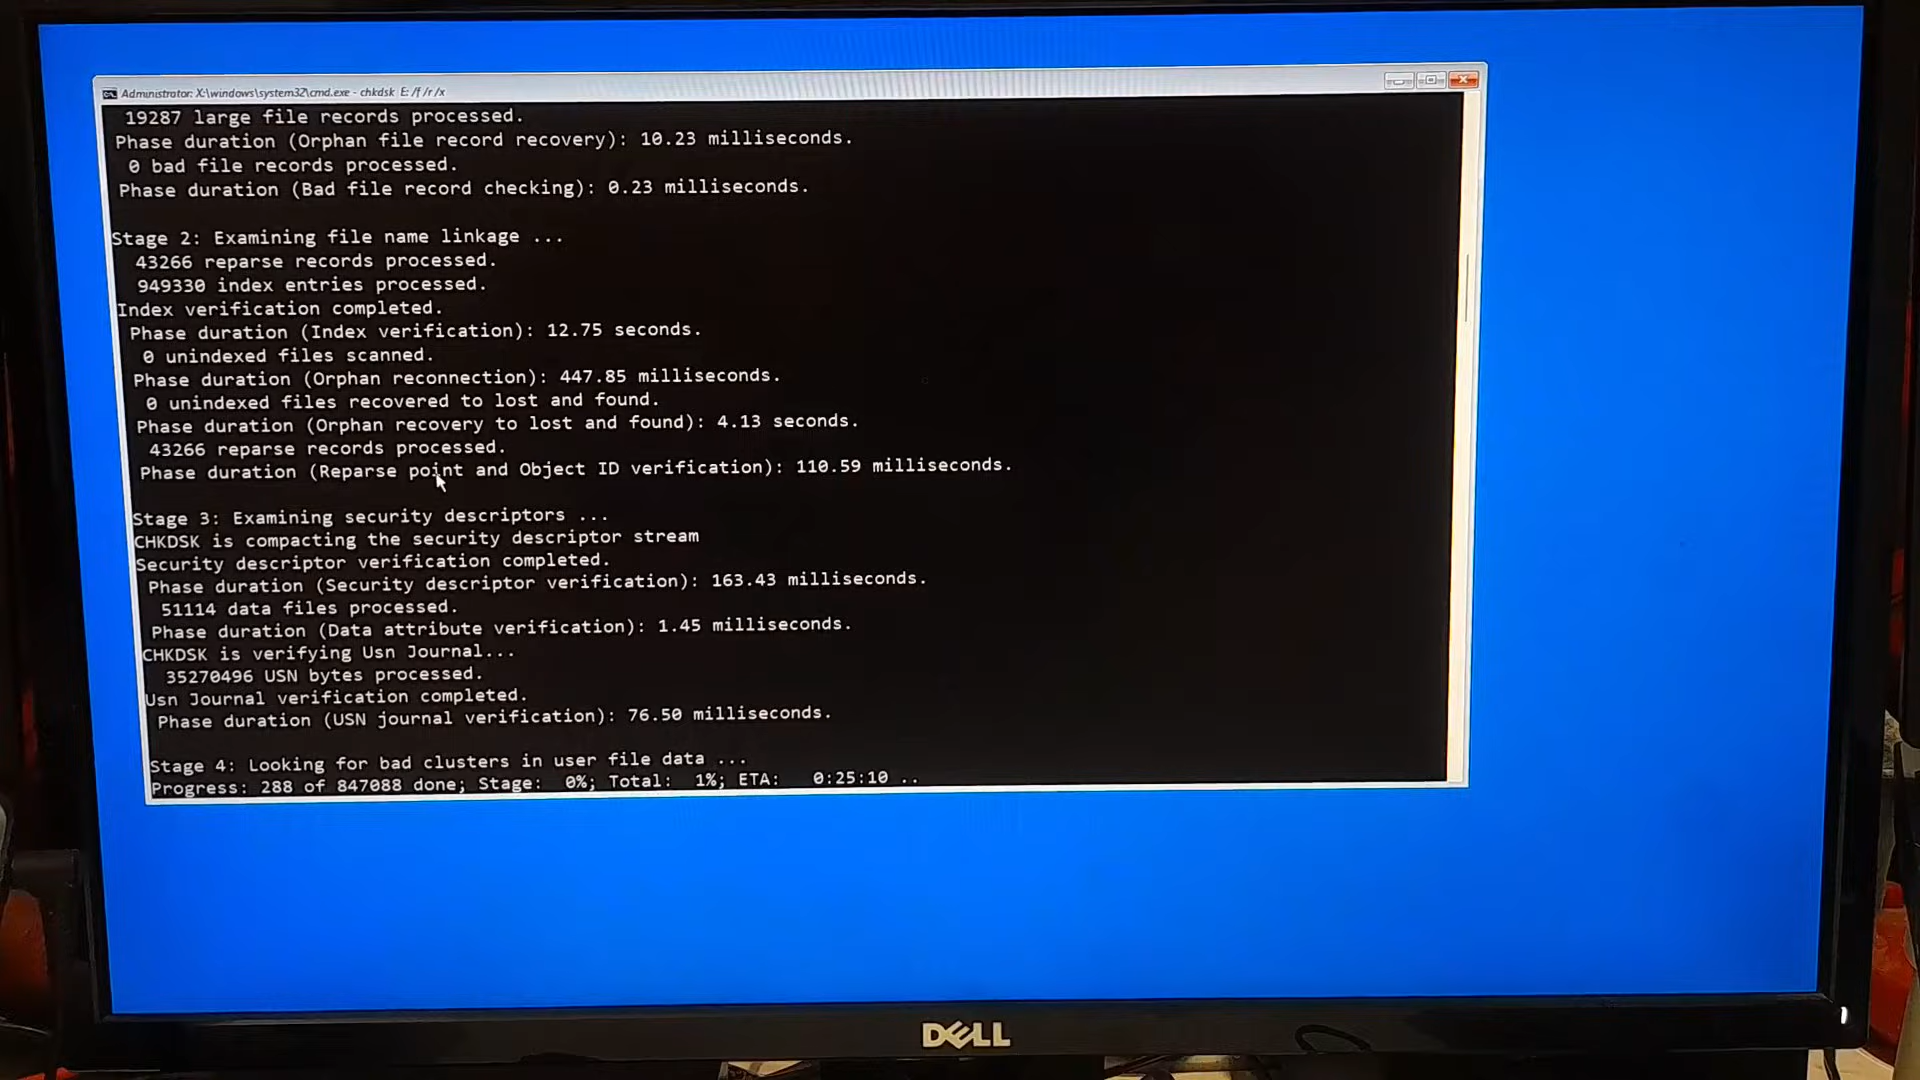 Administrator: X:\windows\system32\cmd.exe - chkdsk E: /f /r /x
19287 large file records processed.
Phase duration (Orphan file record recovery): 10.23 milliseconds.
0 bad file records processed.
Phase duration (Bad file record checking): 0.23 milliseconds.
Stage 2: Examining file name linkage ...
43266 reparse records processed.
949330 index entries processed.
Index verification completed.
Phase duration (Index verification): 12.75 seconds.
0 unindexed files scanned.
Phase duration (Orphan reconnection): 447.85 milliseconds.
0 unindexed files recovered to lost and found.
Phase duration (Orphan recovery to lost and found): 4.13 seconds.
43266 reparse records processed.
Phase duration (Reparse point and Object ID verification): 110.59 milliseconds.
Stage 3: Examining security descriptors ...
CHKDSK is compacting the security descriptor stream
Security descriptor verification completed.
Phase duration (Security descriptor verification): 163.43 milliseconds.
51114 data files processed.
Phase duration (Data attribute verification): 1.45 milliseconds.
CHKDSK is verifying Usn Journal...
35270496 USN bytes processed.
Usn Journal verification completed.
Phase duration (USN journal verification): 76.50 milliseconds.
Stage 4: Looking for bad clusters in user file data ...
Progress: 288 of 847088 done; Stage:  0%; Total:  1%; ETA:   0:25:10 ..
DELL